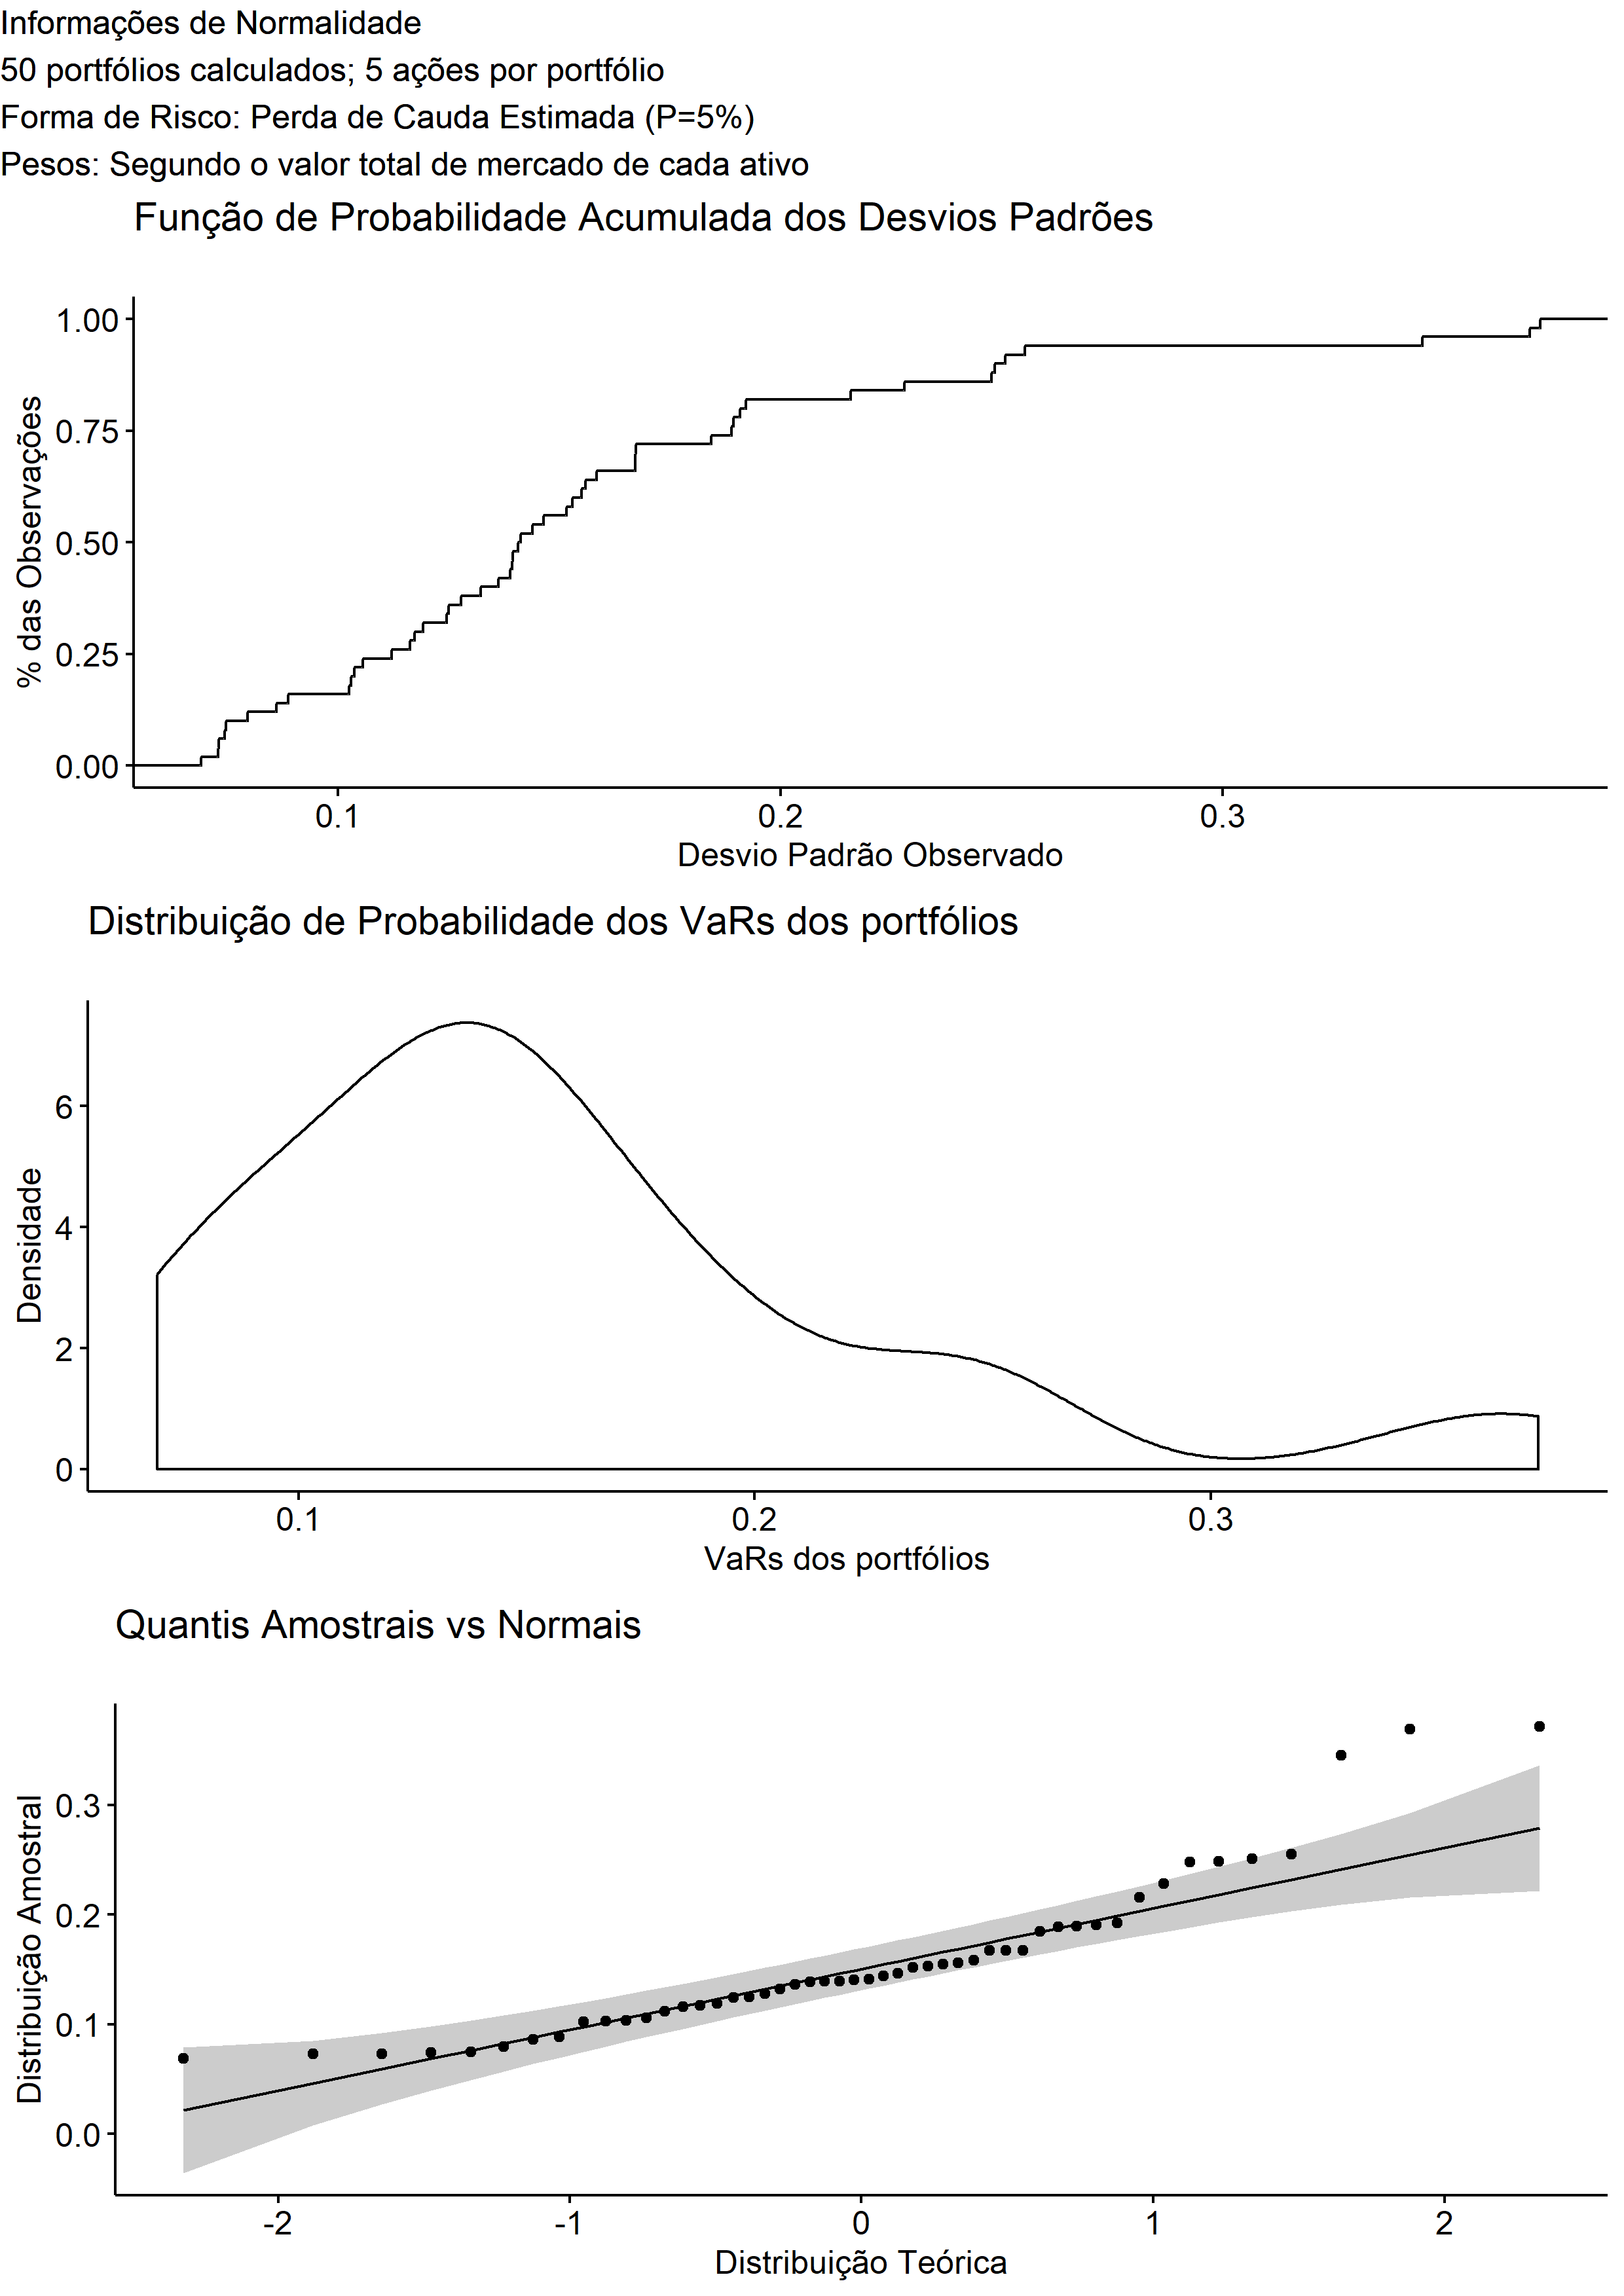 Informações de Normalidade
50 portfólios calculados; 5 ações por portfólio
Forma de Risco: Perda de Cauda Estimada (P=5%)
Pesos: Segundo o valor total de mercado de cada ativo
Função de Probabilidade Acumulada dos Desvios Padrões
% das Observações
1.00
0.75
0.50
0.25
0.00
0.1 0.2 0.3
Desvio Padrão Observado
Distribuição de Probabilidade dos VaRs dos portfólios
Densidade
6
4
2
0
0.1 0.2 0.3
VaRs dos portfólios
Quantis Amostrais vs Normais
Distribuição Amostral
0.3
0.2
0.1
0.0
-2 -1 0 1 2
Distribuição Teórica